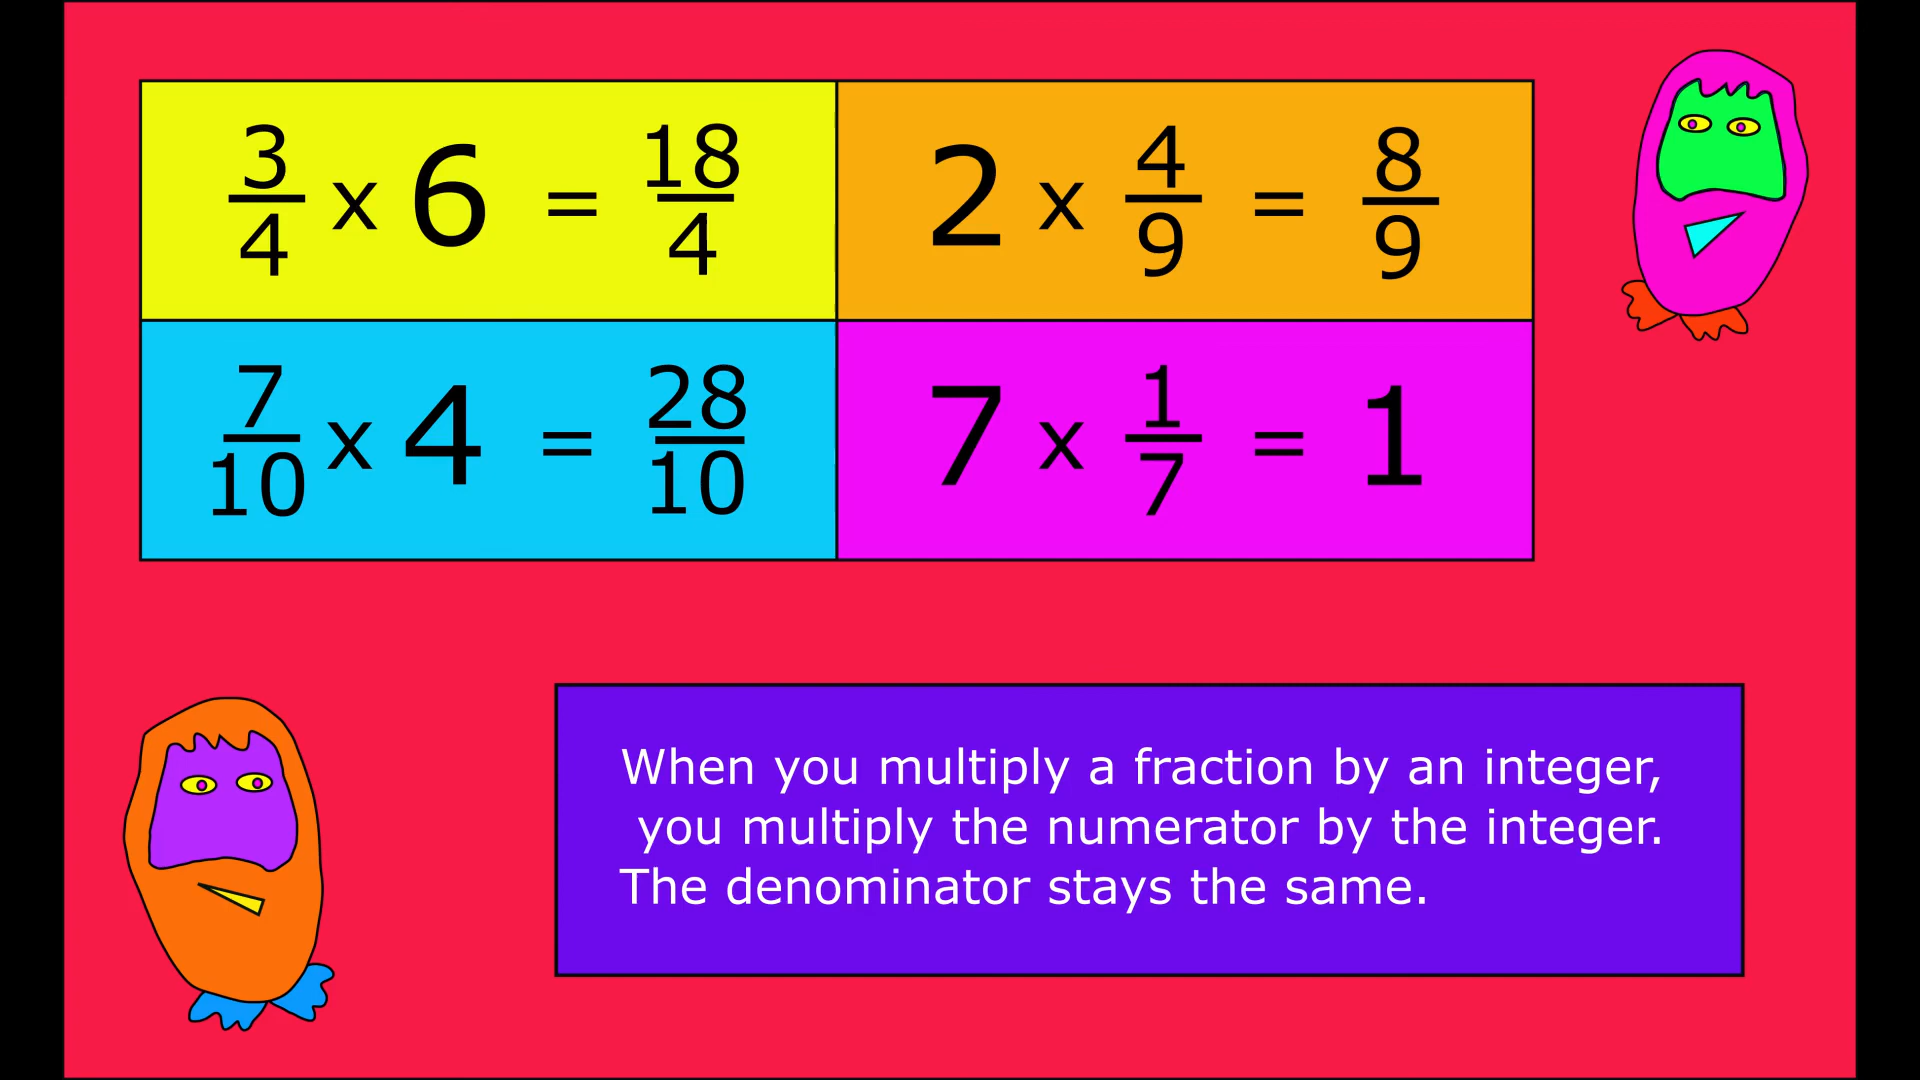 3/4 x 6 = 18/4
2 x 4/9 = 8/9
7/10 x 4 = 28/10
7 x 1/7 = 1
When you multiply a fraction by an integer,
you multiply the numerator by the integer.
The denominator stays the same.